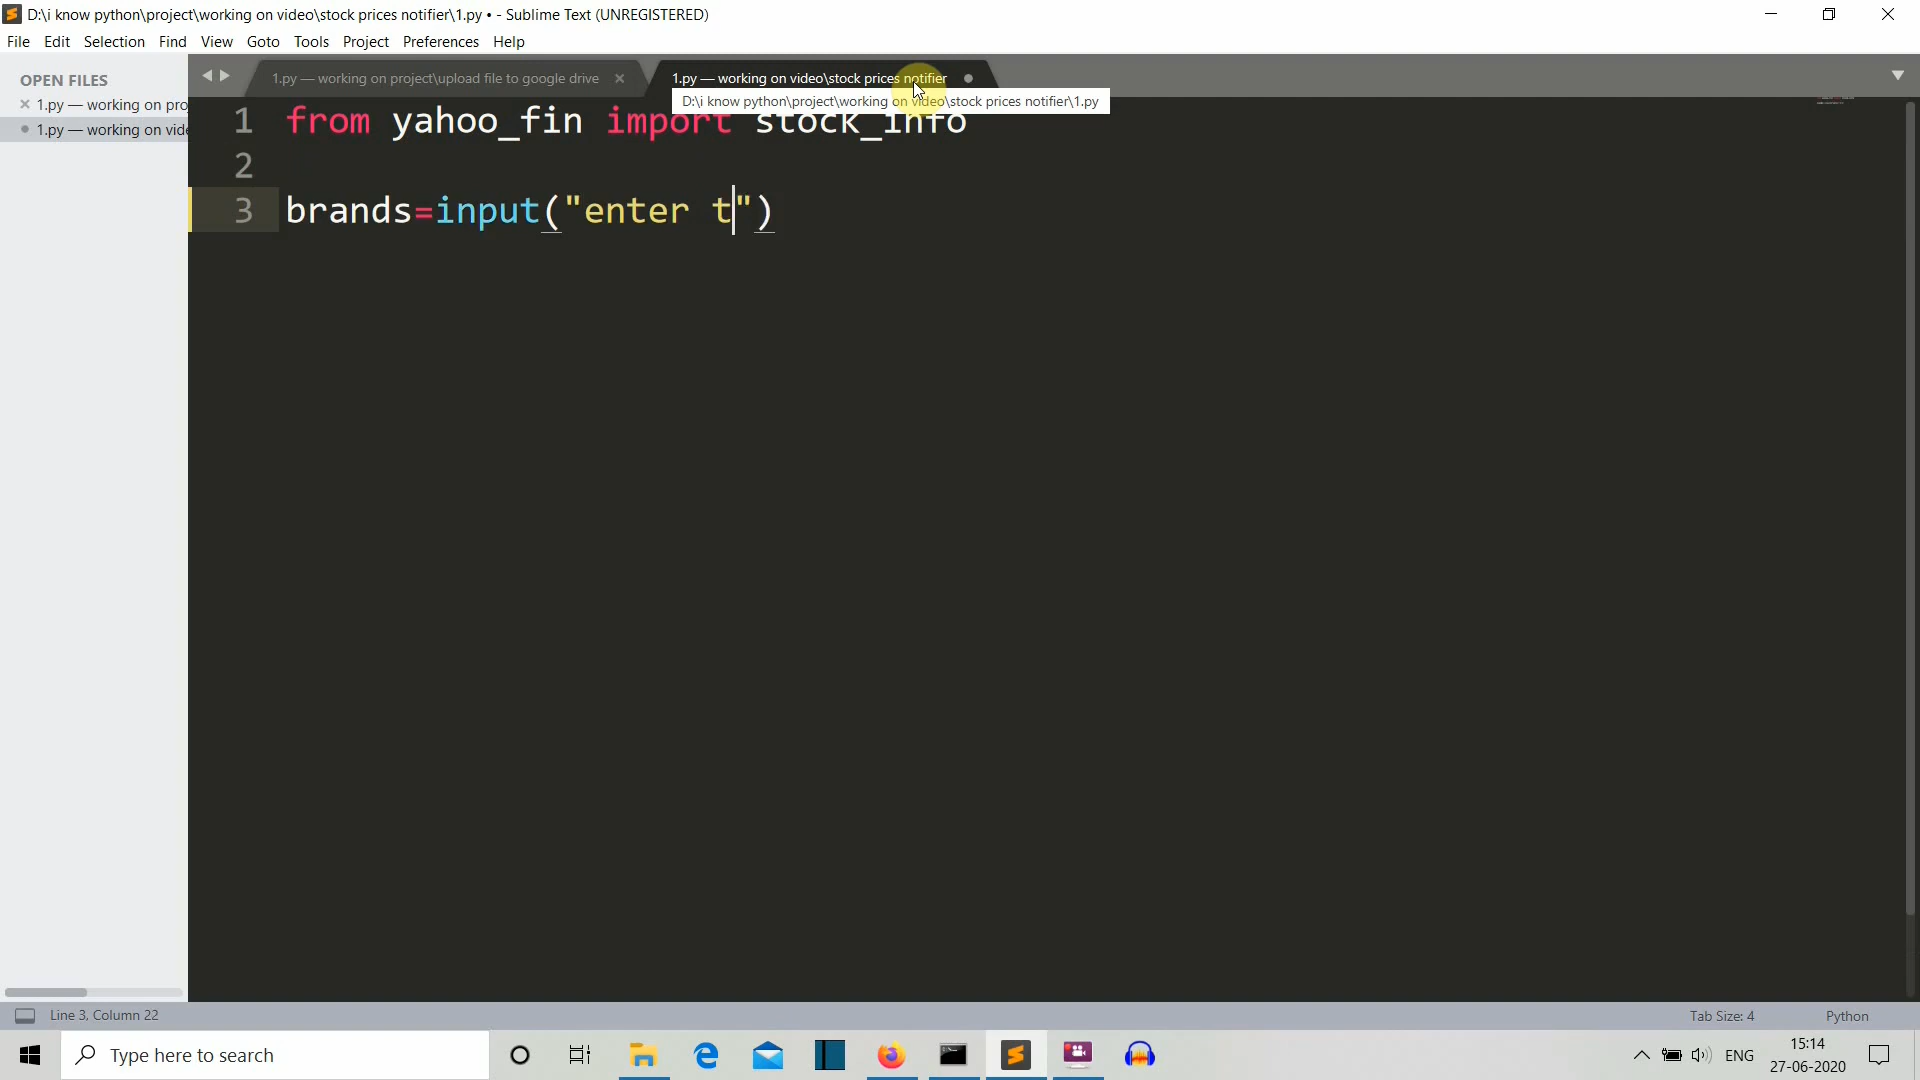 D:\i know python\project\working on video\stock prices notifier\1.py • - Sublime Text (UNREGISTERED)
File Edit Selection Find View Goto Tools Project Preferences Help
OPEN FILES
1.py — working on pro
1.py — working on vide
1.py — working on project\upload file to google drive
1.py — working on video\stock prices notifier
D:\i know python\project\working on video\stock prices notifier\1.py
1 from yahoo_fin import stock_info
2
3 brands=input("enter t")
Line 3, Column 22
Tab Size: 4
Python
Type here to search
ENG
15:14
27-06-2020